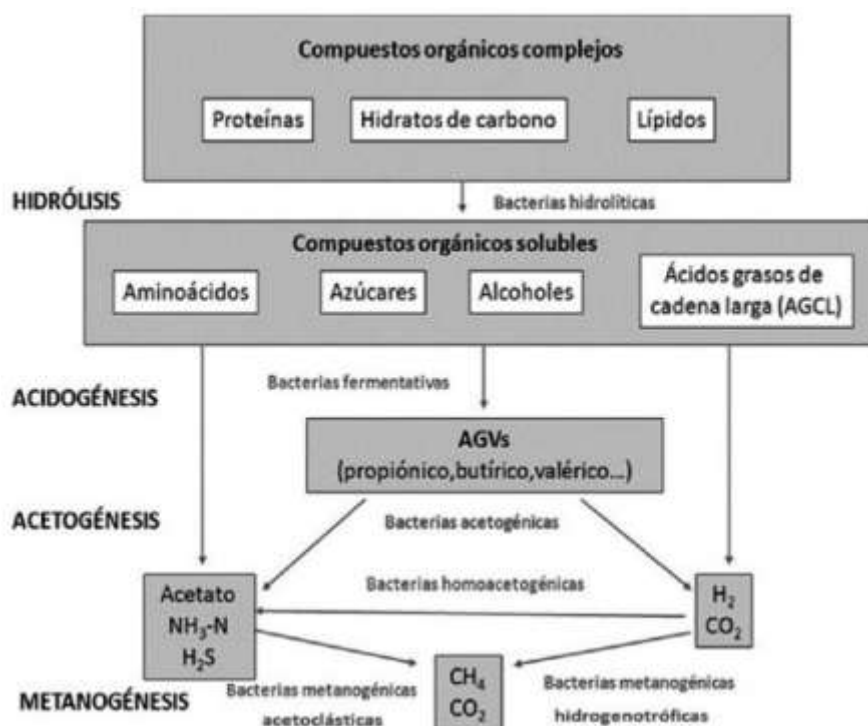 Compuestos orgánicos complejos
Proteínas
Hidratos de carbono
Lípidos
HIDRÓLISIS
Bacterias hidrolíticas
Compuestos orgánicos solubles
Aminoácidos
Azúcares
Alcoholes
Ácidos grasos de
cadena larga (AGCL)
Bacterias fermentativas
ACIDOGÉNESIS
AGVs
(propiónico,butírico,valérico...)
ACETOGÉNESIS
Bacterias acetogénicas
Bacterias homoacetogénicas
Acetato
NH₃-N
H₂S
H₂
CO₂
METANOGÉNESIS
Bacterias metanogénicas
acetoclásticas
CH₄
CO₂
Bacterias metanogénicas
hidrogenotróficas